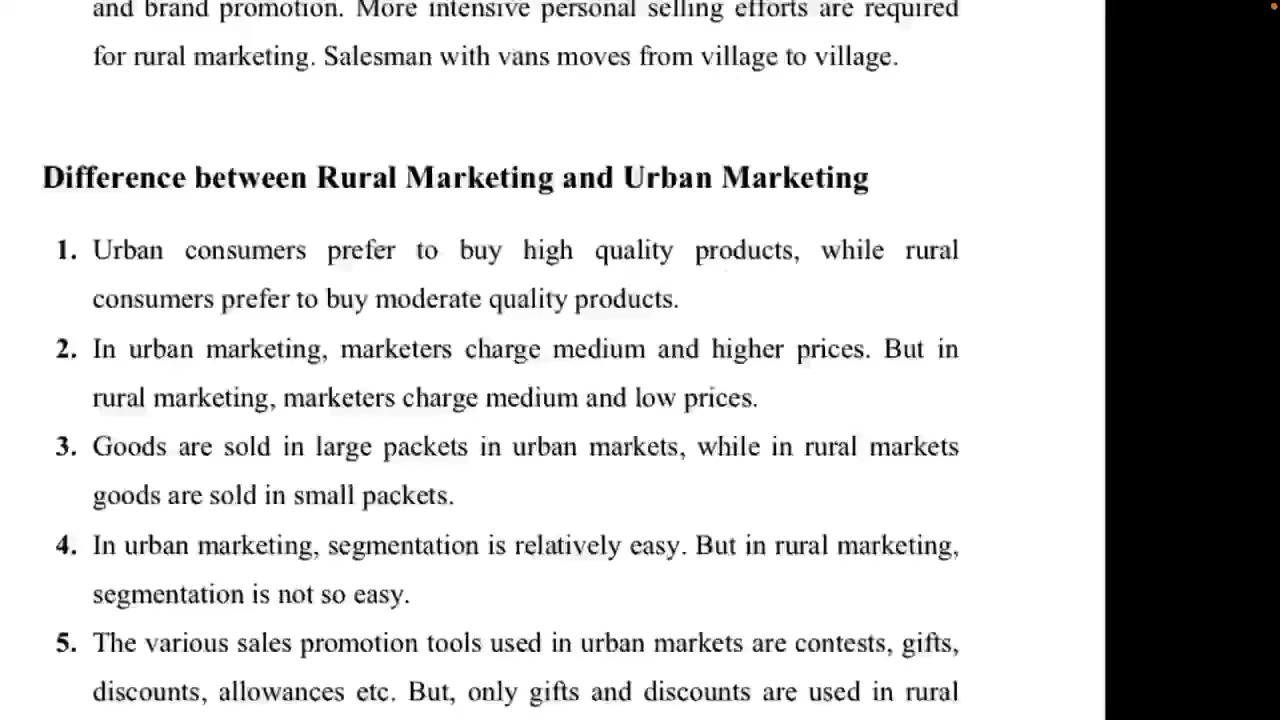 and brand promotion. More intensive personal selling efforts are required
for rural marketing. Salesman with vans moves from village to village.
Difference between Rural Marketing and Urban Marketing
1. Urban consumers prefer to buy high quality products, while rural
consumers prefer to buy moderate quality products.
2. In urban marketing, marketers charge medium and higher prices. But in
rural marketing, marketers charge medium and low prices.
3. Goods are sold in large packets in urban markets, while in rural markets
goods are sold in small packets.
4. In urban marketing, segmentation is relatively easy. But in rural marketing,
segmentation is not so easy.
5. The various sales promotion tools used in urban markets are contests, gifts,
discounts, allowances etc. But, only gifts and discounts are used in rural